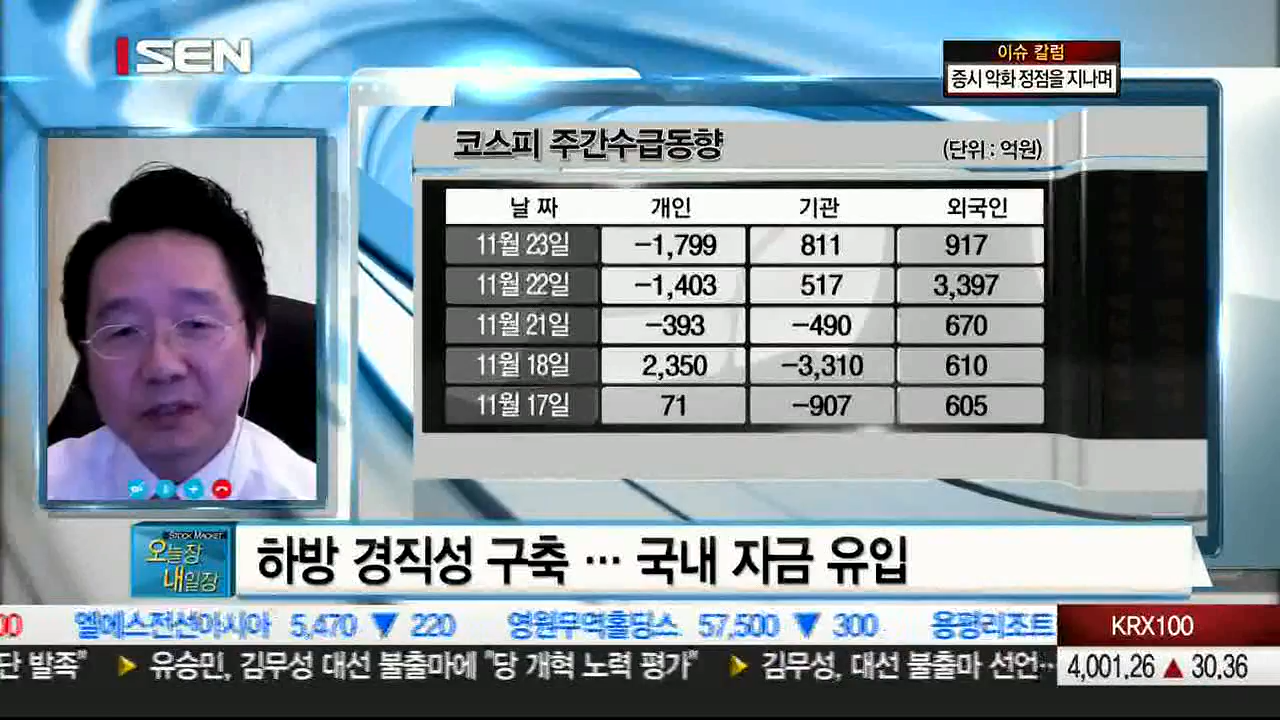 SEN
이슈 칼럼
증시 악화 정점을 지나며
코스피 주간수급동향 (단위 : 억원)
날 짜 개인 기관 외국인
11월 23일 -1,799 811 917
11월 22일 -1,403 517 3,397
11월 21일 -393 -490 670
11월 18일 2,350 -3,310 610
11월 17일 71 -907 605
STOCK MARKET
오늘장
내일장
하방 경직성 구축 … 국내 자금 유입
00 엘에스전선아시아 5,470 ▼ 220 영원무역홀딩스 57,500 ▼ 300 용평리조트
KRX100
단 발족" ▶ 유승민, 김무성 대선 불출마에 "당 개혁 노력 평가" ▶ 김무성, 대선 불출마 선언…
4,001.26 ▲ 30.36